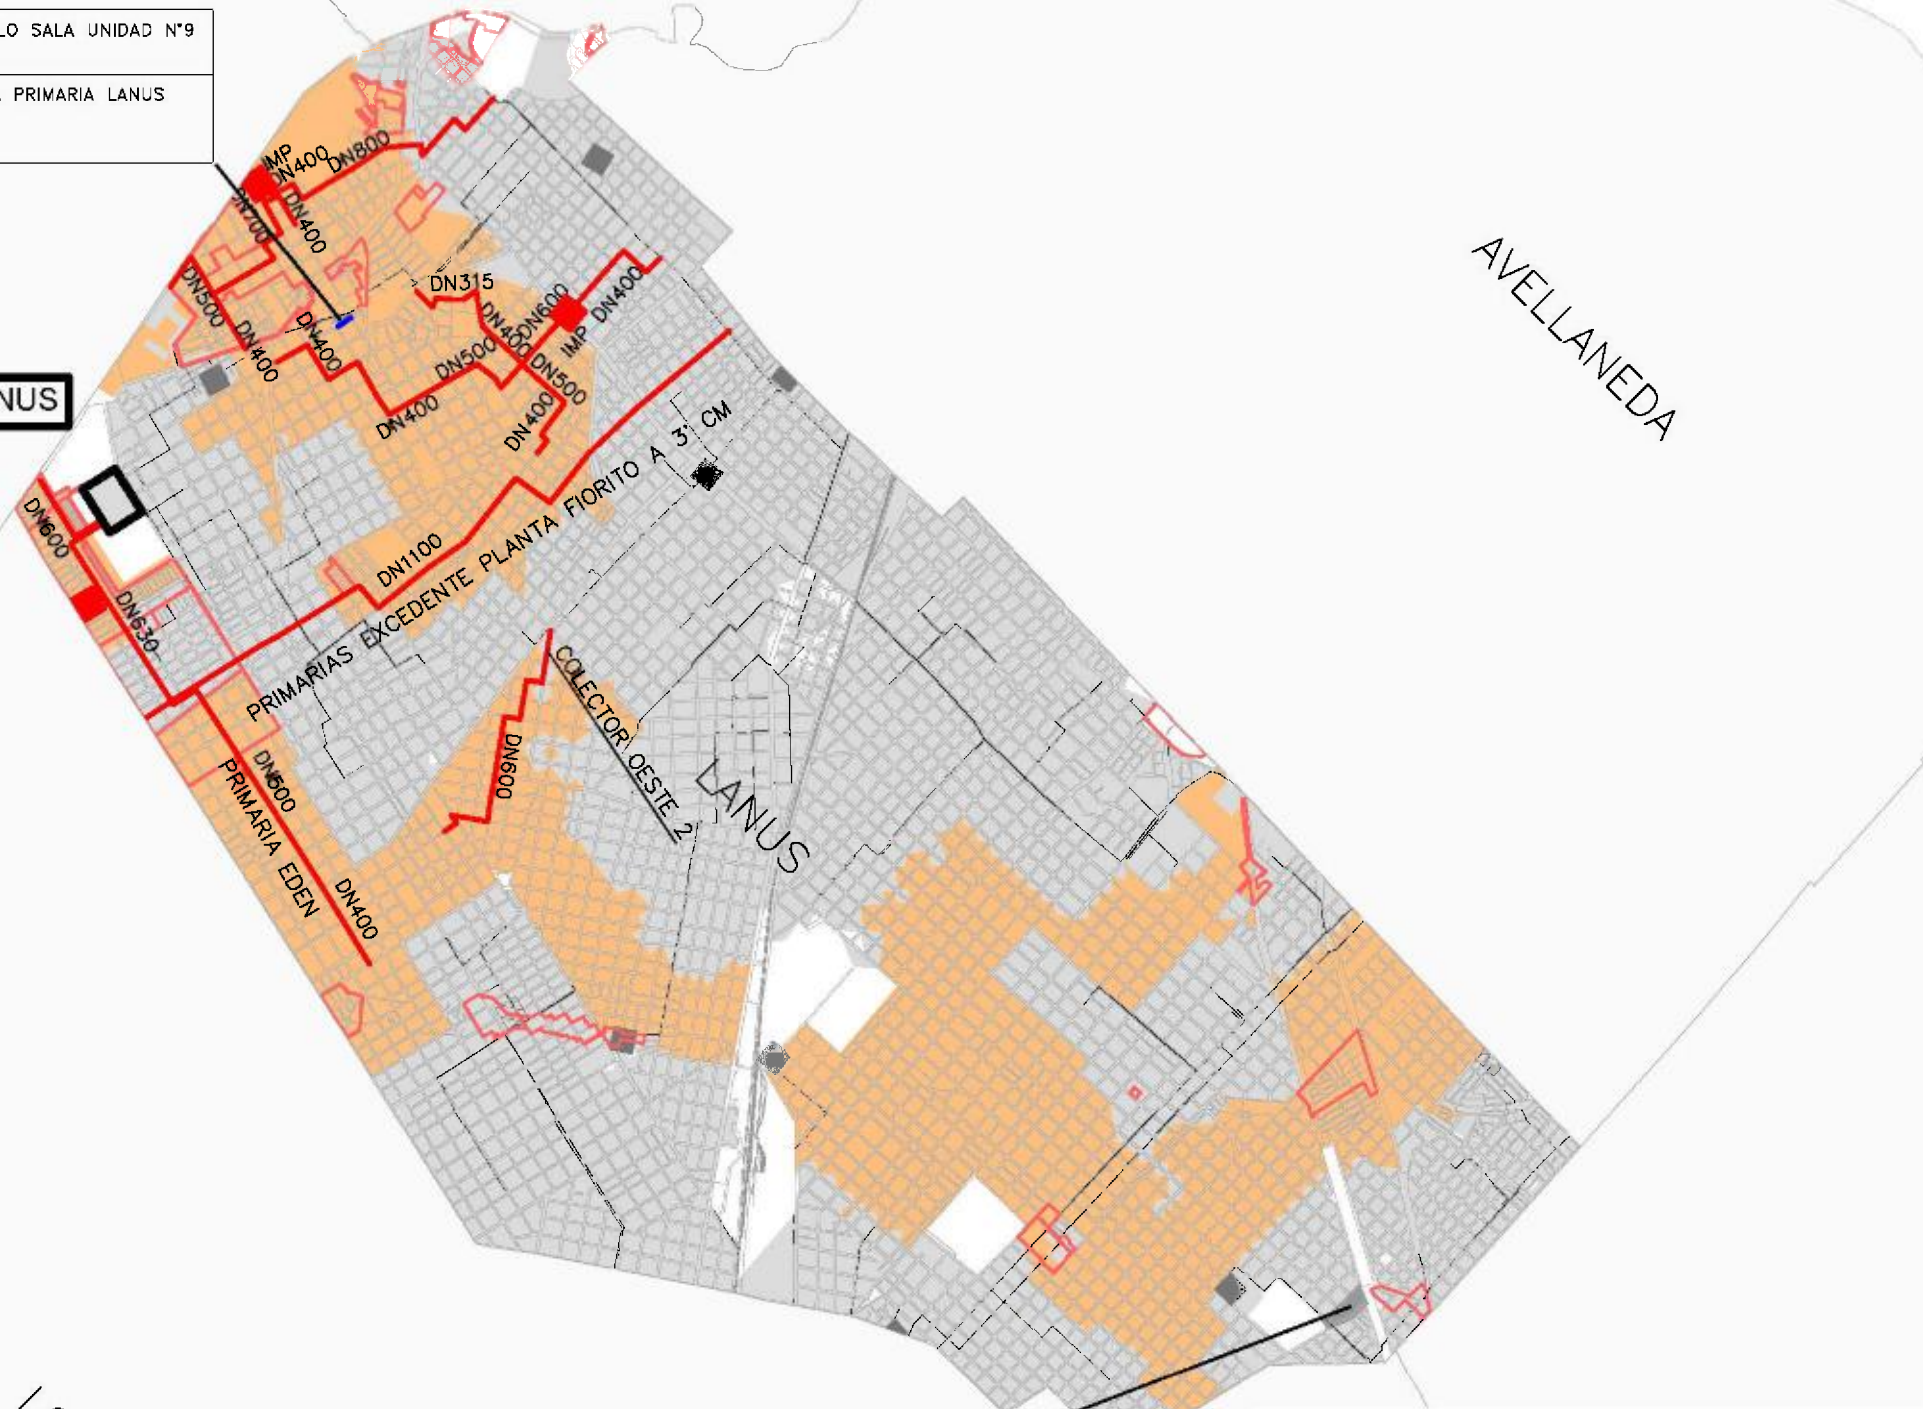 LO SALA UNIDAD N°9
PRIMARIA LANUS
IMP
DN400
DN800
DN700
DN400
DN500
DN400
DN400
DN315
DN400
DN600
IMP DN400
DN500
DN500
DN400
DN400
NUS
AVELLANEDA
DN600
DN630
DN1100
PRIMARIAS EXCEDENTE PLANTA FIORITO A 3° CM
COLECTOR OESTE 2
DN600
LANUS
DN500
PRIMARIA EDEN
DN400